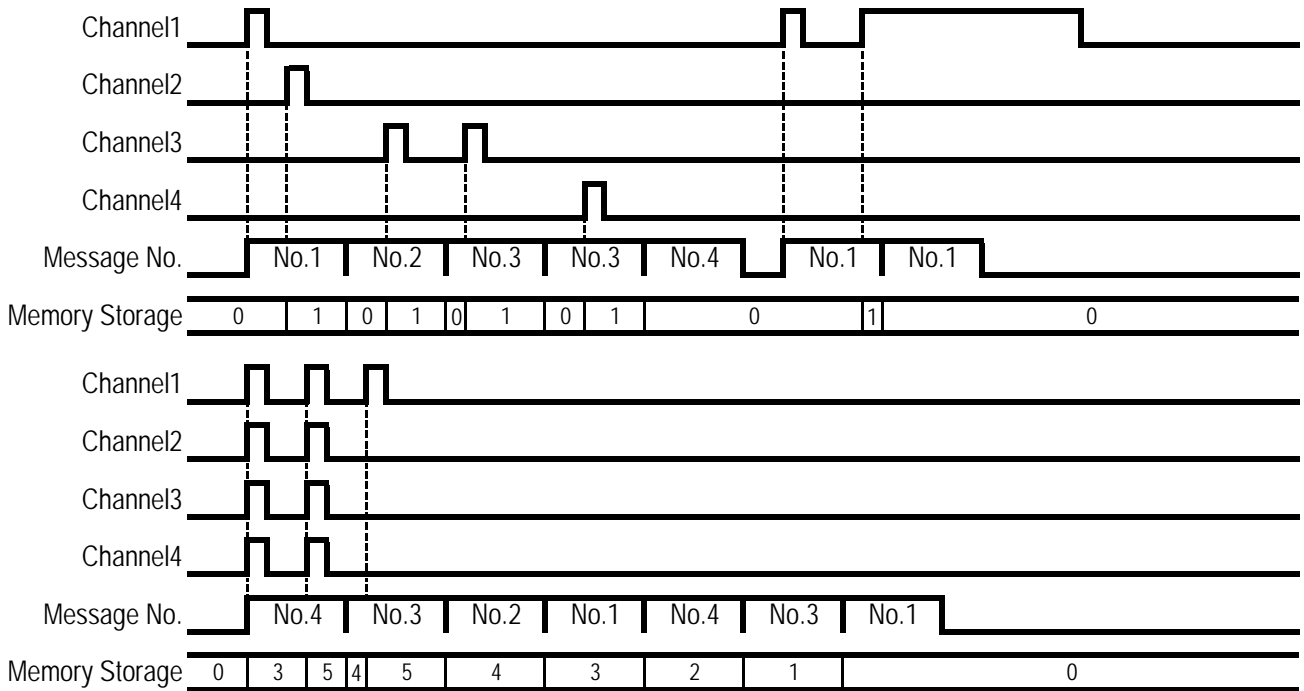 Channel1
Channel2
Channel3
Channel4
Message No. No.1 No.2 No.3 No.3 No.4 No.1 No.1
Memory Storage 0 1 0 1 0 1 0 1 0 1 0
Channel1
Channel2
Channel3
Channel4
Message No. No.4 No.3 No.2 No.1 No.4 No.3 No.1
Memory Storage 0 3 5 4 5 4 3 2 1 0